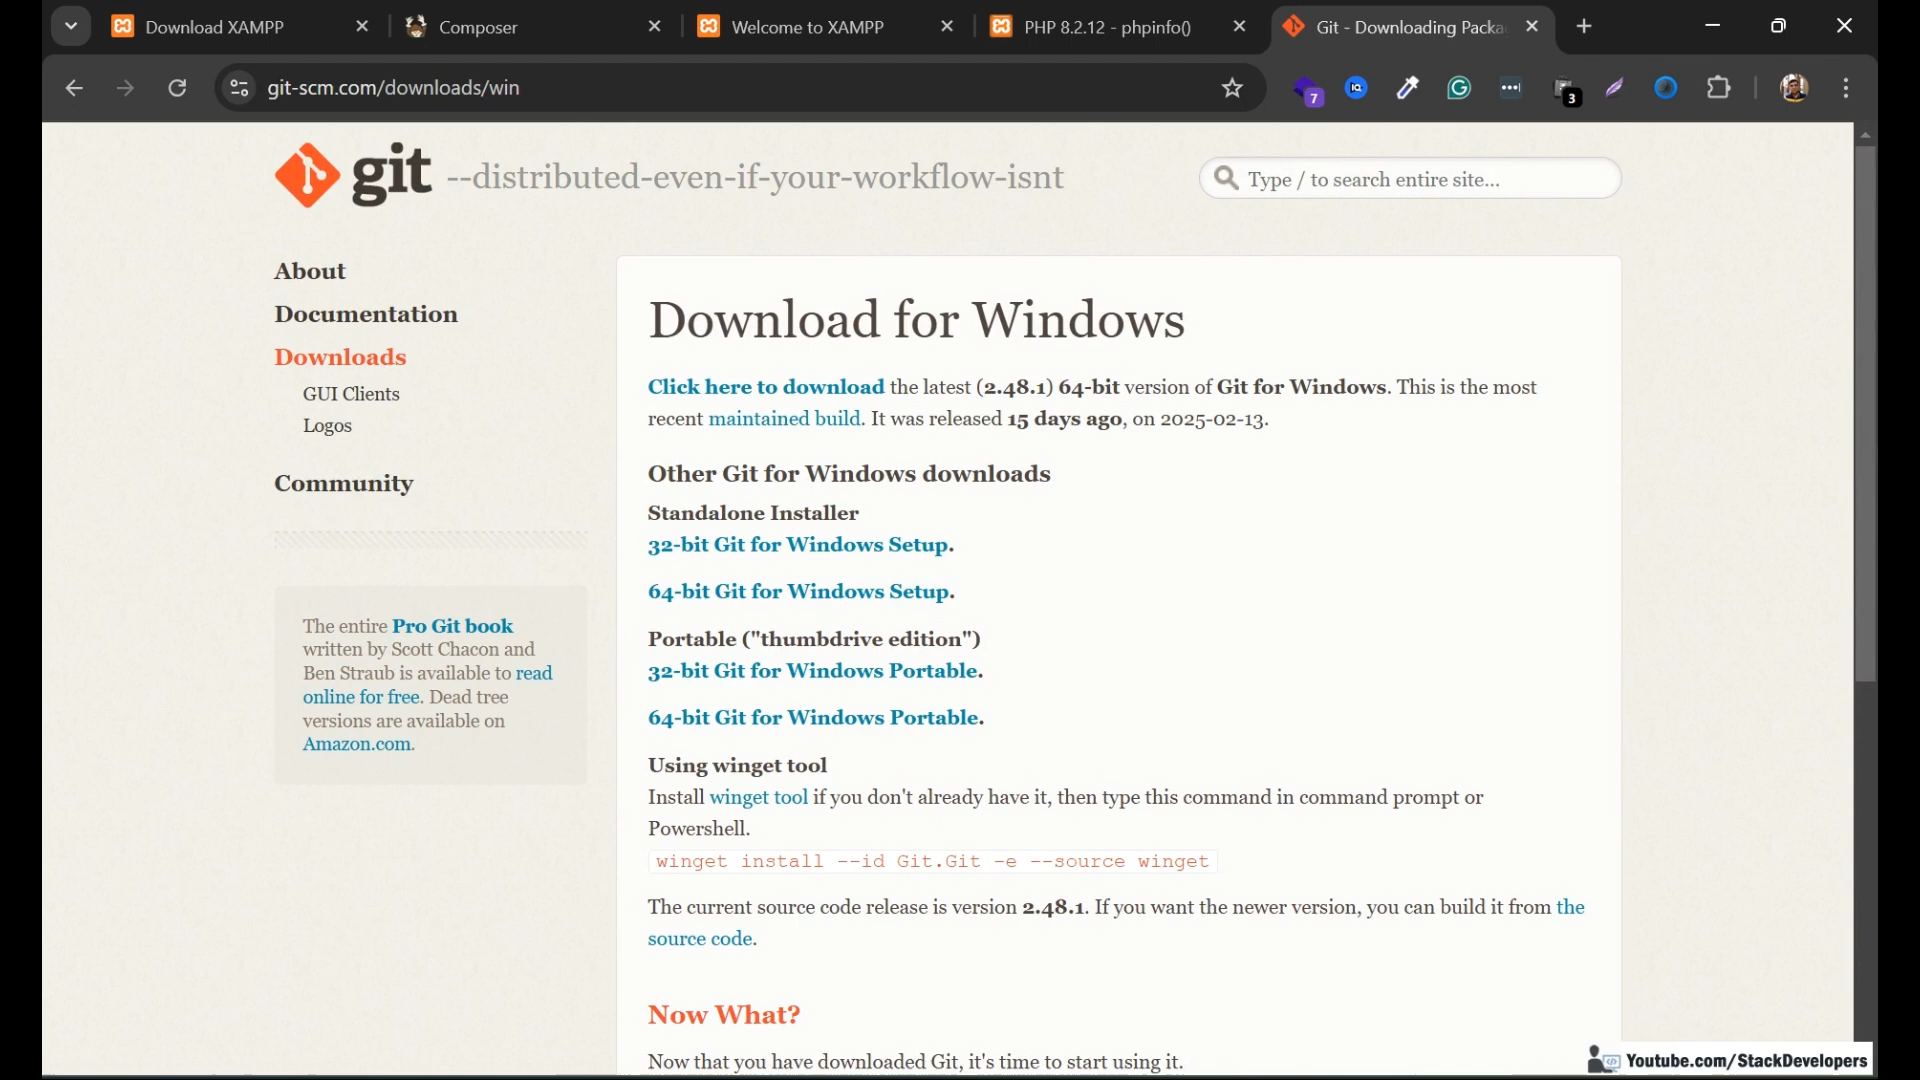 Download XAMPP
Composer
Welcome to XAMPP
PHP 8.2.12 - phpinfo()
Git - Downloading Packa
git-scm.com/downloads/win
7
IQ
3
git --distributed-even-if-your-workflow-isnt
Type / to search entire site...
About
Documentation
Downloads
GUI Clients
Logos
Community
The entire Pro Git book
written by Scott Chacon and
Ben Straub is available to read
online for free. Dead tree
versions are available on
Amazon.com.
Download for Windows
Click here to download the latest (2.48.1) 64-bit version of Git for Windows. This is the most
recent maintained build. It was released 15 days ago, on 2025-02-13.
Other Git for Windows downloads
Standalone Installer
32-bit Git for Windows Setup.
64-bit Git for Windows Setup.
Portable ("thumbdrive edition")
32-bit Git for Windows Portable.
64-bit Git for Windows Portable.
Using winget tool
Install winget tool if you don't already have it, then type this command in command prompt or
Powershell.
winget install --id Git.Git -e --source winget
The current source code release is version 2.48.1. If you want the newer version, you can build it from the
source code.
Now What?
Now that you have downloaded Git, it's time to start using it.
Youtube.com/StackDevelopers